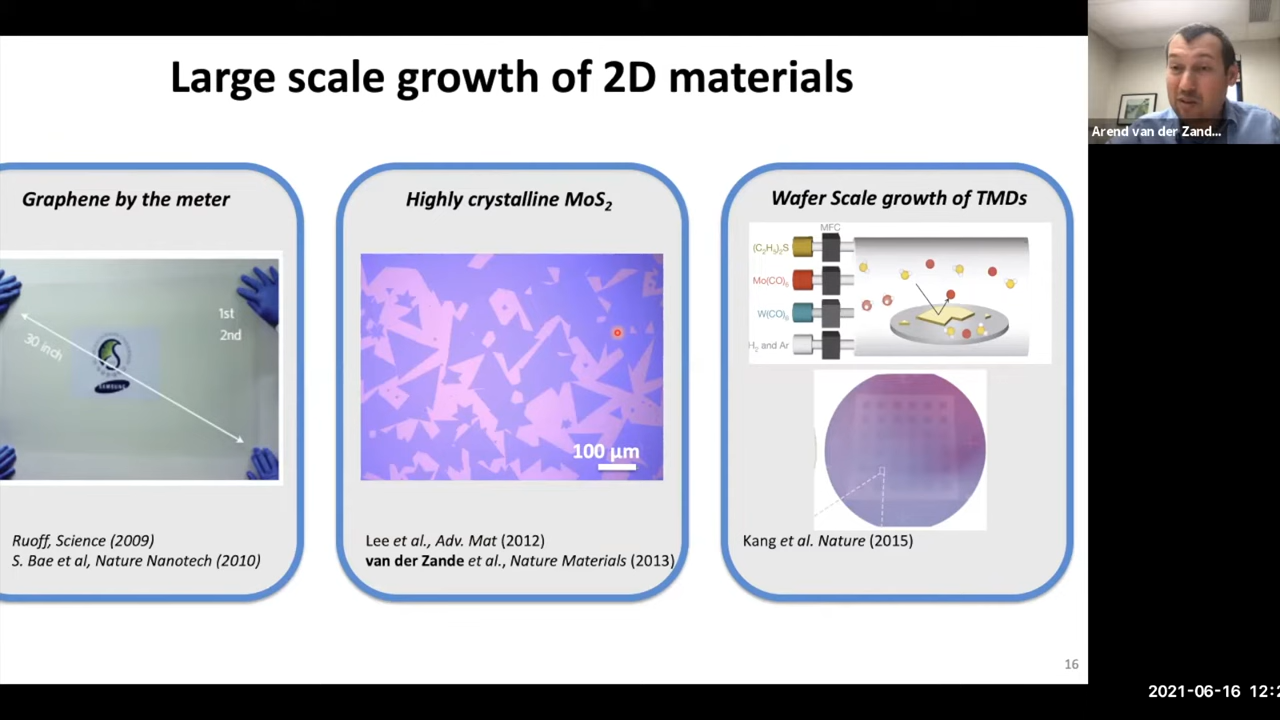 Large scale growth of 2D materials
Arend van der Zand...
Graphene by the meter
1st
2nd
30 inch
SAMSUNG
Ruoff, Science (2009)
S. Bae et al, Nature Nanotech (2010)
Highly crystalline MoS₂
100 µm
Lee et al., Adv. Mat (2012)
van der Zande et al., Nature Materials (2013)
Wafer Scale growth of TMDs
MFC
(C₂H₅)₂S
Mo(CO)₆
W(CO)₆
H₂ and Ar
Kang et al. Nature (2015)
16
2021-06-16 12:2